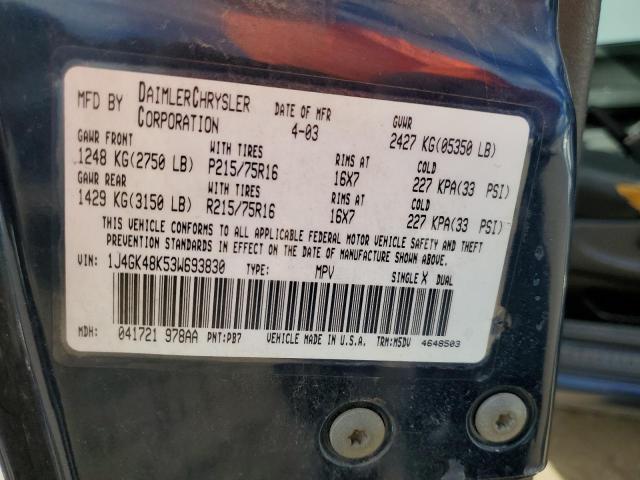 MFD BY DAIMLERCHRYSLER CORPORATION
DATE OF MFR 4-03
GVWR 2427 KG(05350 LB)
GAWR FRONT WITH TIRES RIMS AT COLD
1248 KG(2750 LB) P215/75R16 16X7 227 KPA(33 PSI)
GAWR REAR WITH TIRES RIMS AT COLD
1429 KG(3150 LB) R215/75R16 16X7 227 KPA(33 PSI)
THIS VEHICLE CONFORMS TO ALL APPLICABLE FEDERAL MOTOR VEHICLE SAFETY AND THEFT
PREVENTION STANDARDS IN EFFECT ON THE DATE OF MANUFACTURE SHOWN ABOVE.
VIN: 1J4GK48K53W693830 TYPE: MPV SINGLE X DUAL
MDH: 041721 978AA PNT:PB7 VEHICLE MADE IN U.S.A. TRM:MSDV 4648503